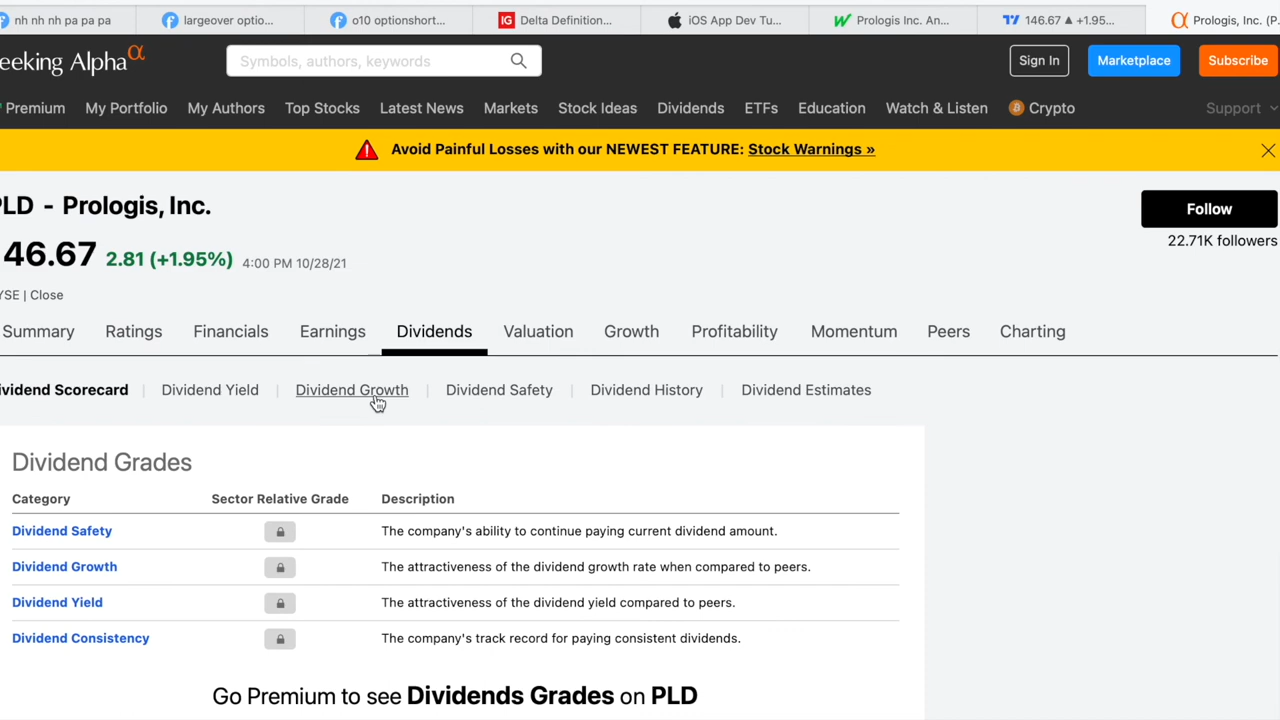 nh nh nh pa pa pa
largeover optio...
o10 optionshort...
IG Delta Definition...
iOS App Dev Tu...
Prologis Inc. An...
146.67 ▲ +1.95...
Prologis, Inc. (P...
eeking Alpha α
Symbols, authors, keywords
Sign In
Marketplace
Subscribe
Premium My Portfolio My Authors Top Stocks Latest News Markets Stock Ideas Dividends ETFs Education Watch & Listen Crypto Support
Avoid Painful Losses with our NEWEST FEATURE: Stock Warnings »
PLD - Prologis, Inc.
Follow
46.67 2.81 (+1.95%) 4:00 PM 10/28/21
22.71K followers
YSE | Close
Summary Ratings Financials Earnings Dividends Valuation Growth Profitability Momentum Peers Charting
ividend Scorecard | Dividend Yield | Dividend Growth | Dividend Safety | Dividend History | Dividend Estimates
Dividend Grades
Category Sector Relative Grade Description
Dividend Safety The company's ability to continue paying current dividend amount.
Dividend Growth The attractiveness of the dividend growth rate when compared to peers.
Dividend Yield The attractiveness of the dividend yield compared to peers.
Dividend Consistency The company's track record for paying consistent dividends.
Go Premium to see Dividends Grades on PLD